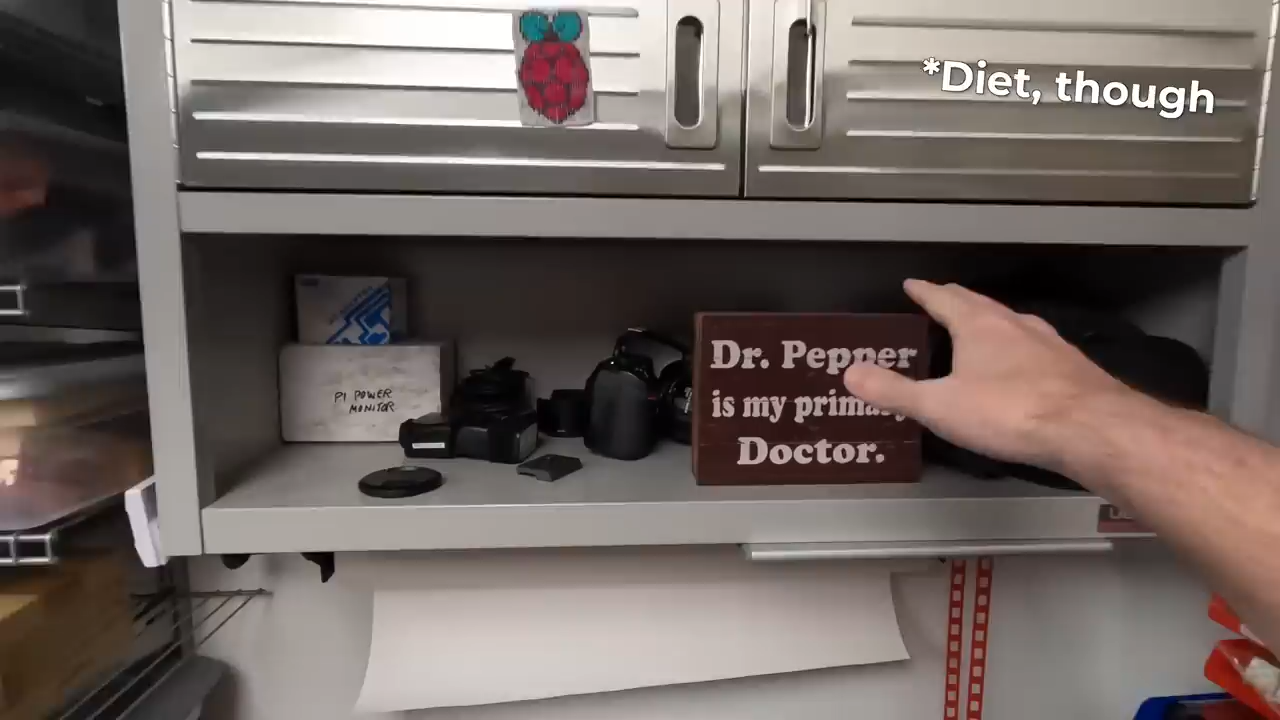 *Diet, though
PI POWER
MONITOR
Dr. Pepper
is my primary
Doctor.